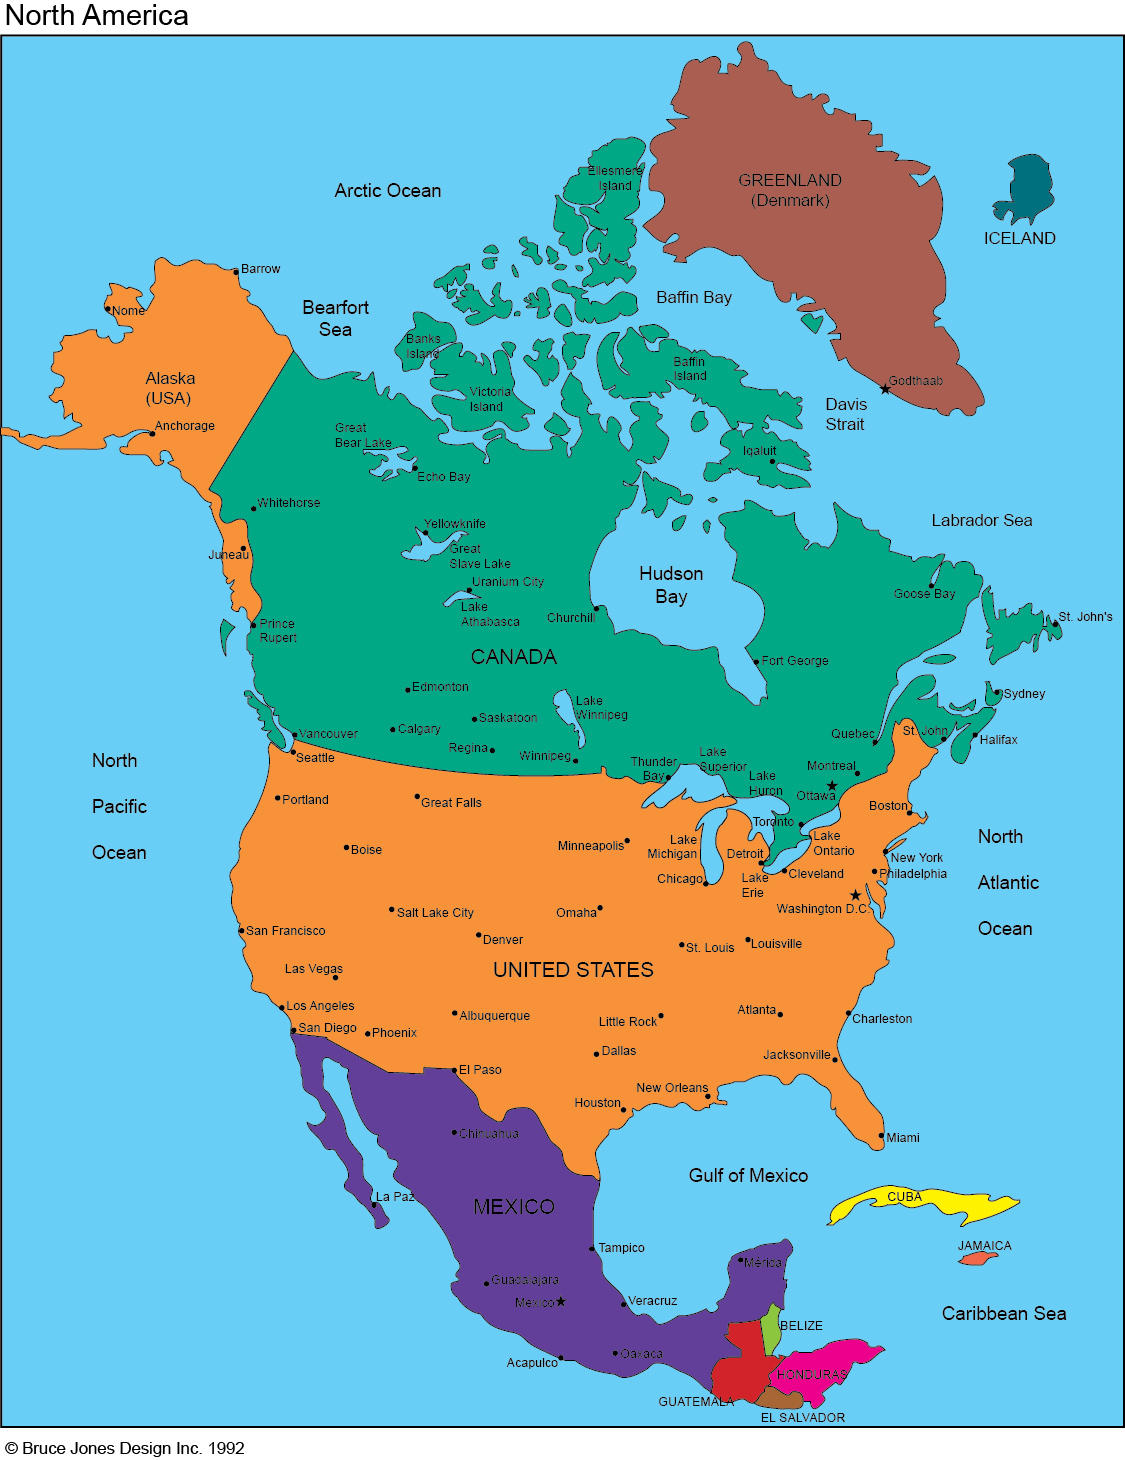 North America
Arctic Ocean
Ellesmere
Island
GREENLAND
(Denmark)
ICELAND
Barrow
Nome
Bearfort
Sea
Baffin Bay
Banks
Island
Baffin
Island
Victoria
Island
Alaska
(USA)
Godthaab
Davis
Strait
Anchorage
Great
Bear Lake
Echo Bay
Iqaluit
Whitehorse
Yellowknife
Great
Slave Lake
Labrador Sea
Juneau
Uranium City
Lake
Athabasca
Churchill
Hudson
Bay
Goose Bay
St. John's
Prince
Rupert
CANADA
Fort George
Edmonton
Saskatoon
Lake
Winnipeg
Sydney
Calgary
Vancouver
Regina
Winnipeg
Quebec
St. John
Halifax
Seattle
Thunder
Bay
Lake
Superior
Lake
Huron
Montreal
Ottawa
North
Pacific
Ocean
Portland
Great Falls
Boston
Toronto
Boise
Minneapolis
Lake
Michigan
Detroit
Lake
Ontario
New York
Chicago
Lake
Erie
Cleveland
Philadelphia
North
Atlantic
Ocean
Salt Lake City
Omaha
Washington D.C.
San Francisco
Denver
St. Louis
Louisville
Las Vegas
UNITED STATES
Los Angeles
Albuquerque
Little Rock
Atlanta
Charleston
San Diego
Phoenix
Dallas
Jacksonville
El Paso
New Orleans
Houston
Chihuahua
Miami
Gulf of Mexico
La Paz
MEXICO
CUBA
Tampico
JAMAICA
Mérica
Guadalajara
Mexico
Veracruz
Caribbean Sea
BELIZE
Acapulco
Oaxaca
HONDURAS
GUATEMALA
EL SALVADOR
© Bruce Jones Design Inc. 1992